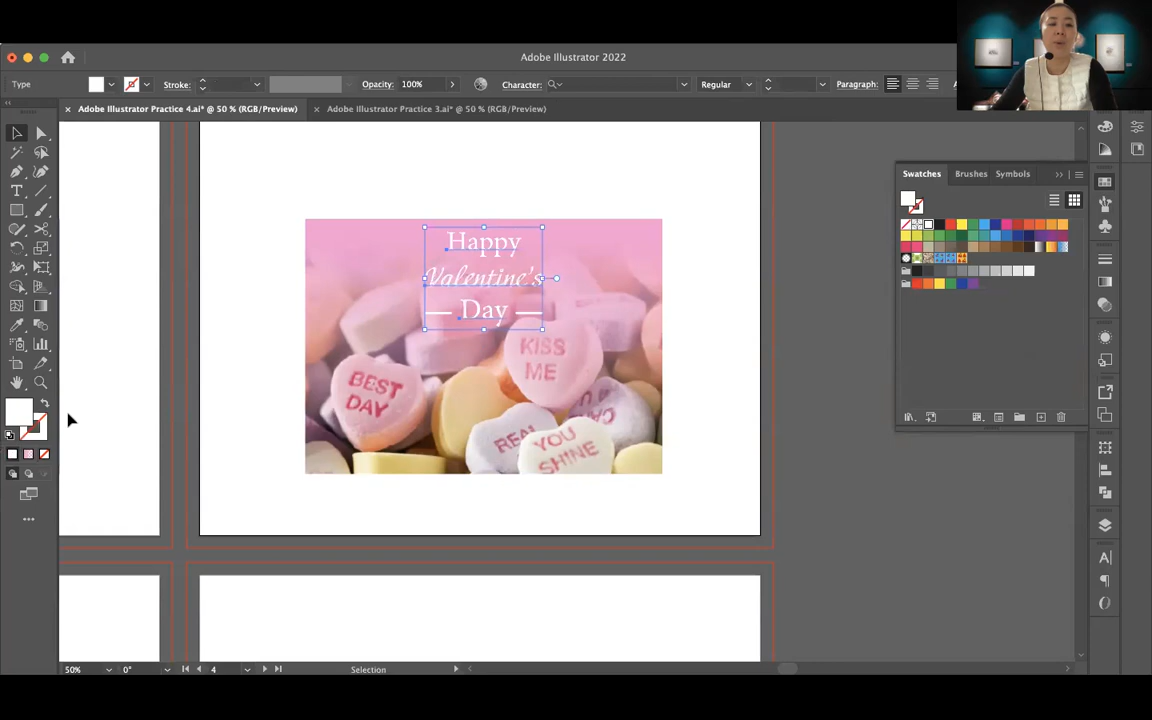 Adobe Illustrator 2022
Type
Stroke:
Opacity: 100%
Character:
Regular
Paragraph:
Adobe Illustrator Practice 4.ai* @ 50 % (RGB/Preview)
Adobe Illustrator Practice 3.ai* @ 50 % (RGB/Preview)
Swatches
Brushes
Symbols
Happy
Valentine's
— Day —
KISS
ME
BEST
DAY
REAL
YOU
SHINE
50%
0°
4
Selection